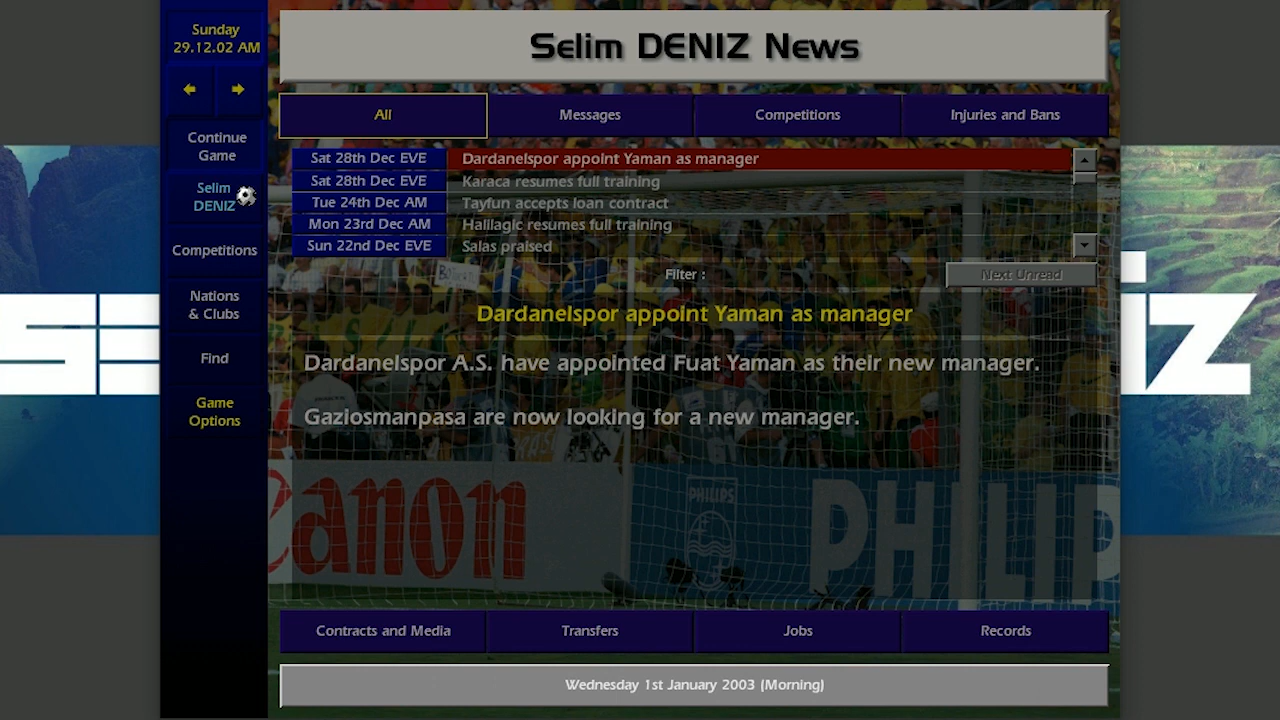 Sunday
29.12.02 AM
Continue
Game
Selim
DENIZ
Competitions
Nations
& Clubs
Find
Game
Options
Selim DENIZ News
All Messages Competitions Injuries and Bans
Sat 28th Dec EVE Dardanelspor appoint Yaman as manager
Sat 28th Dec EVE Karaca resumes full training
Tue 24th Dec AM Tayfun accepts loan contract
Mon 23rd Dec AM Halilagic resumes full training
Sun 22nd Dec EVE Salas praised
Filter : Next Unread
Dardanelspor appoint Yaman as manager
Dardanelspor A.S. have appointed Fuat Yaman as their new manager.
Gaziosmanpasa are now looking for a new manager.
Canon
PHILIPS
PHILIP
Contracts and Media Transfers Jobs Records
Wednesday 1st January 2003 (Morning)